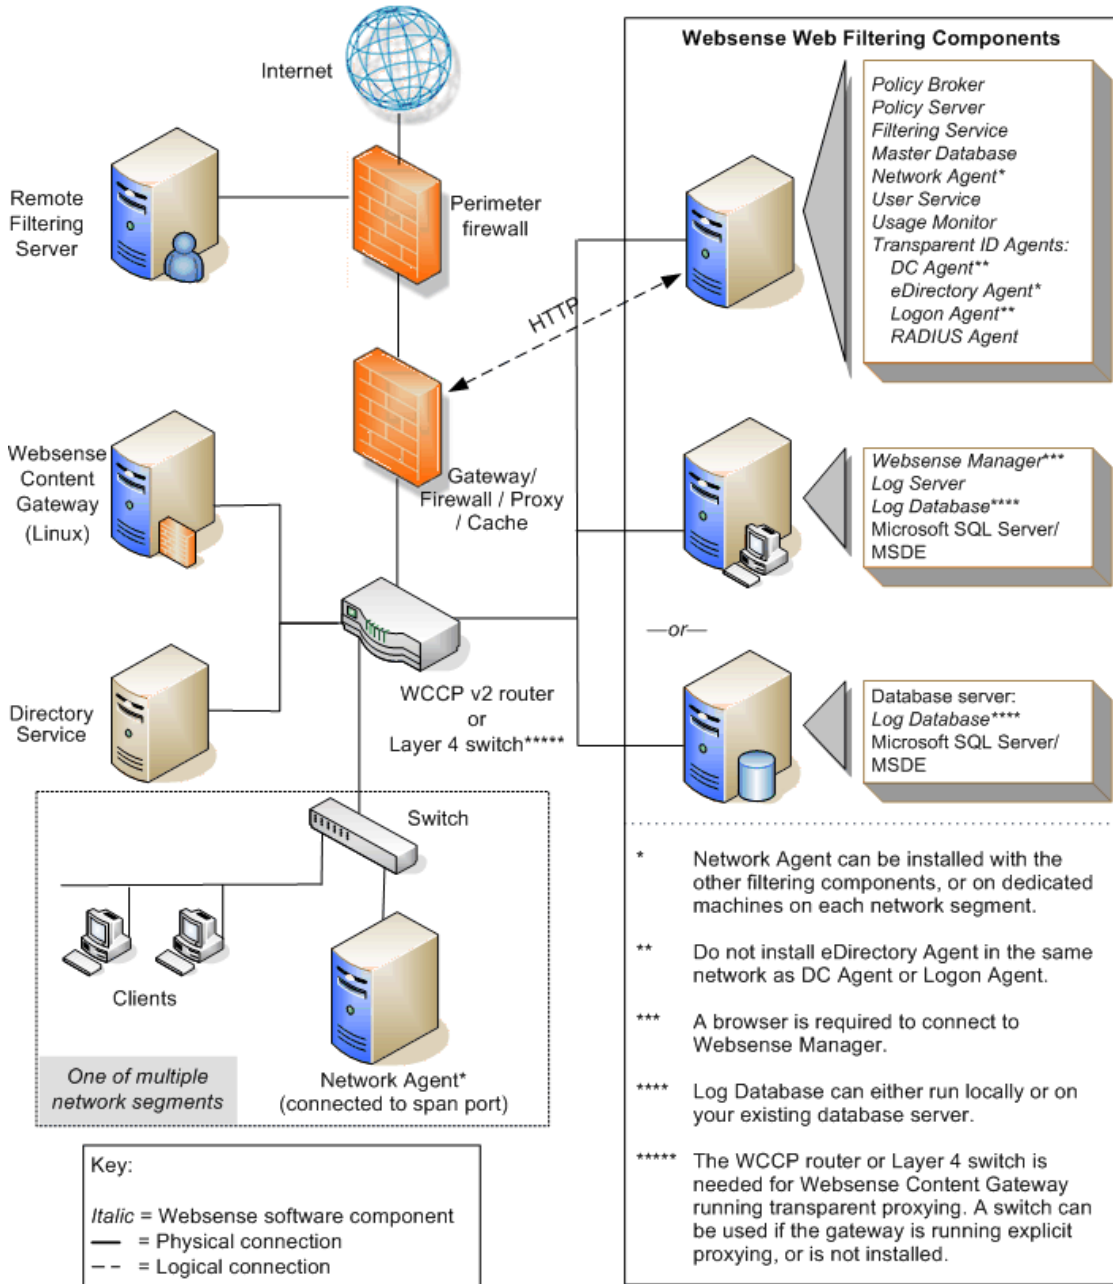 Internet
Remote
Filtering
Server
Perimeter
firewall
HTTP
Websense
Content
Gateway
(Linux)
Gateway/
Firewall / Proxy
/ Cache
WCCP v2 router
or
Layer 4 switch*****
Directory
Service
Switch
Clients
One of multiple
network segments
Network Agent*
(connected to span port)
Key:
Italic = Websense software component
= Physical connection
= Logical connection
Websense Web Filtering Components
Policy Broker
Policy Server
Filtering Service
Master Database
Network Agent*
User Service
Usage Monitor
Transparent ID Agents:
DC Agent**
eDirectory Agent*
Logon Agent**
RADIUS Agent
Websense Manager***
Log Server
Log Database****
Microsoft SQL Server/
MSDE
—or—
Database server:
Log Database****
Microsoft SQL Server/
MSDE
* Network Agent can be installed with the
other filtering components, or on dedicated
machines on each network segment.
** Do not install eDirectory Agent in the same
network as DC Agent or Logon Agent.
*** A browser is required to connect to
Websense Manager.
**** Log Database can either run locally or on
your existing database server.
***** The WCCP router or Layer 4 switch is
needed for Websense Content Gateway
running transparent proxying. A switch can
be used if the gateway is running explicit
proxying, or is not installed.